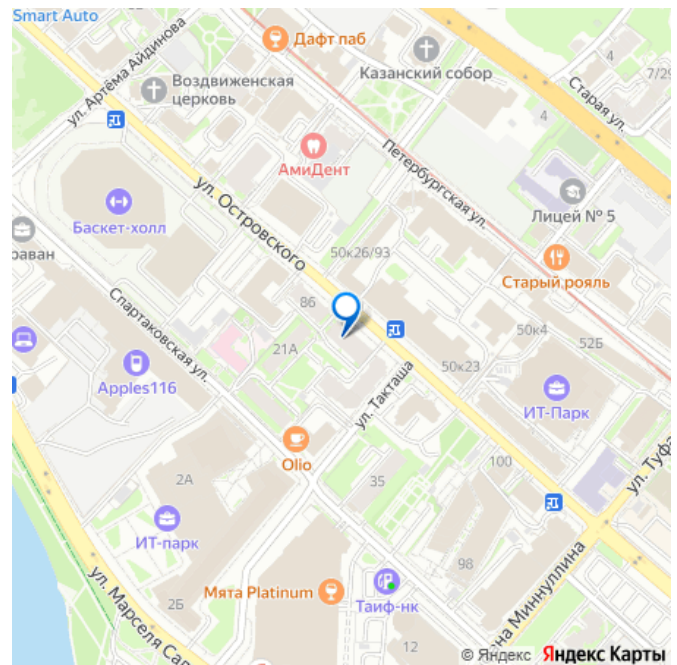 Smart Auto
Дафт паб
Казанский собор
4
7/29
Старая ул.
ул. Артёма Айдинова
Воздвиженская
церковь
4
АмиДент
Петербургская ул.
Лицей № 5
ул. Островского
Баскет-холл
раван
50к26/93
Старый рояль
86
Спартаковская ул.
21А
50к4
52Б
50к23
Apples116
ул. Такташа
ИТ-Парк
Olio
2А
35
100
ул. Туфа
ИТ-парк
98
ена Миннуллина
2Б
Мята Platinum
Таиф-нк
ул. Марселя Сал
12
© Яндекс Яндекс Карты